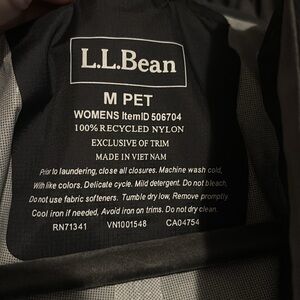 L.L.Bean
M PET
WOMENS ItemID 506704
100% RECYCLED NYLON
EXCLUSIVE OF TRIM
MADE IN VIETNAM
Prior to laundering, close all closures. Machine wash cold,
With like colors. Delicate cycle. Mild detergent. Do not bleach,
Do not use fabric softeners. Tumble dry low, Remove promptly
Cool iron if needed, Avoid iron on trims. Do not dry clean.
RN71341 VN1001548 CA04754